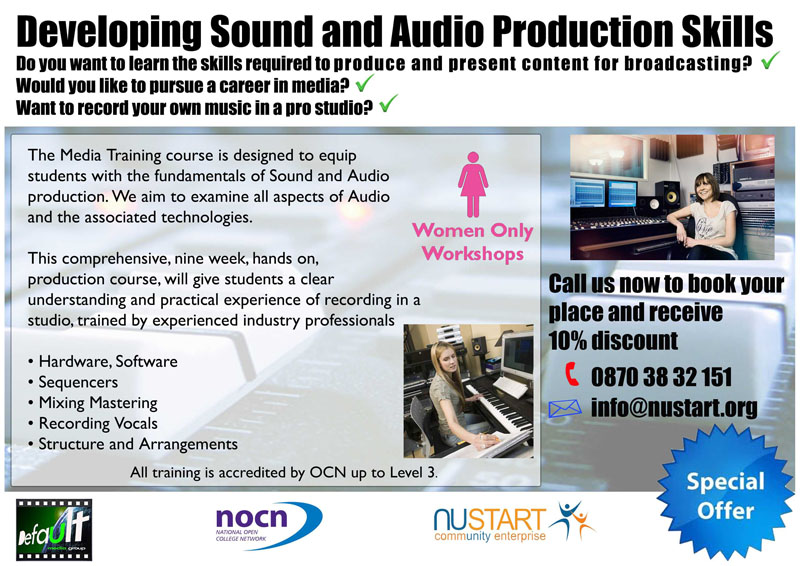 Developing Sound and Audio Production Skills
Do you want to learn the skills required to produce and present content for broadcasting?
Would you like to pursue a career in media?
Want to record your own music in a pro studio?
The Media Training course is designed to equip
students with the fundamentals of Sound and Audio
production. We aim to examine all aspects of Audio
and the associated technologies.
Women Only
Workshops
This comprehensive, nine week, hands on,
production course, will give students a clear
understanding and practical experience of recording in a
studio, trained by experienced industry professionals
• Hardware, Software
• Sequencers
• Mixing Mastering
• Recording Vocals
• Structure and Arrangements
All training is accredited by OCN up to Level 3.
Call us now to book your
place and receive
10% discount
0870 38 32 151
info@nustart.org
Special
Offer
Default
media group
nocn
NATIONAL OPEN
COLLEGE NETWORK
nuSTART
community enterprise